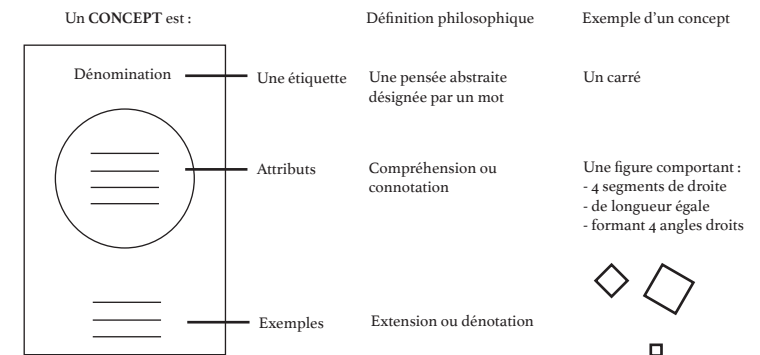 Un CONCEPT est :
Définition philosophique
Exemple d'un concept
Dénomination
Une étiquette
Une pensée abstraite
désignée par un mot
Un carré
Attributs
Compréhension ou
connotation
Une figure comportant :
- 4 segments de droite
- de longueur égale
- formant 4 angles droits
Exemples
Extension ou dénotation